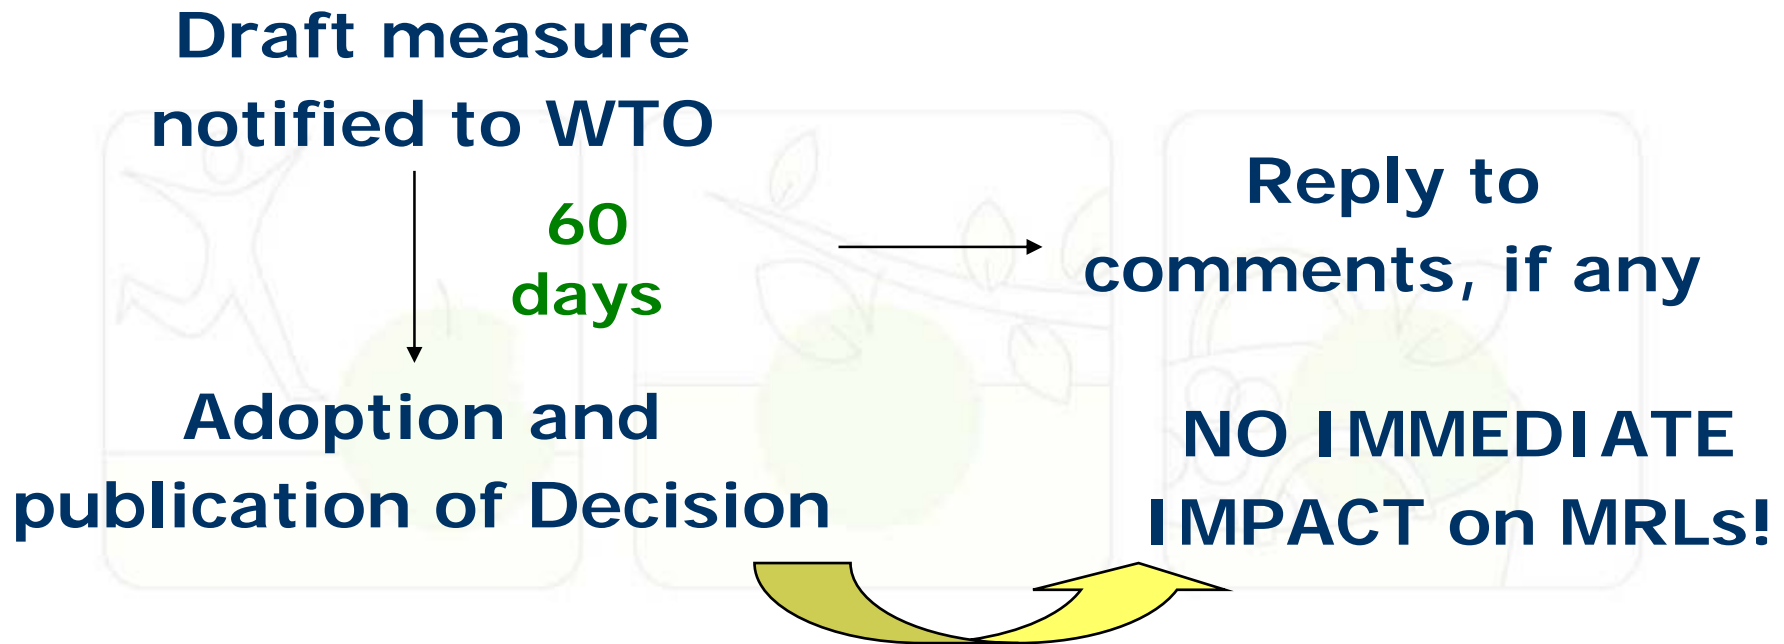 Draft measure
notified to WTO
60
days
Reply to
comments, if any
Adoption and
publication of Decision
NO IMMEDIATE
IMPACT on MRLs!